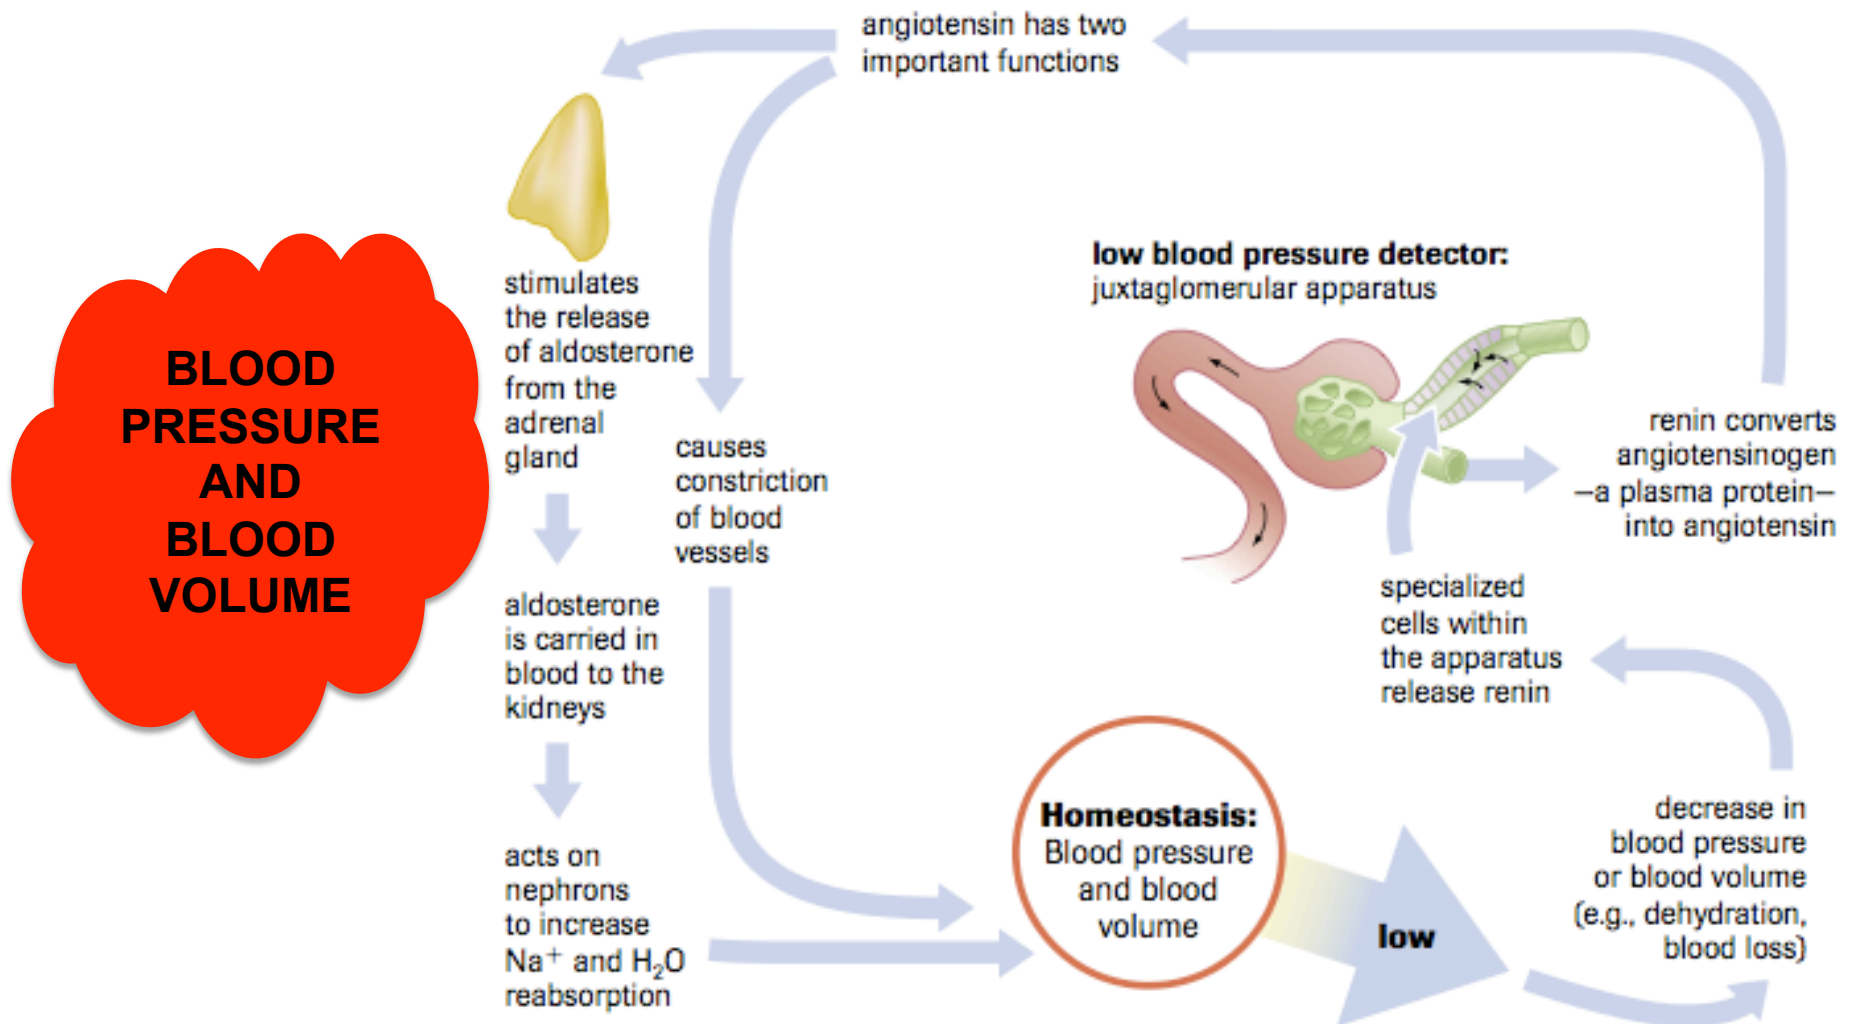 angiotensin has two
important functions
BLOOD
PRESSURE
AND
BLOOD
VOLUME
stimulates
the release
of aldosterone
from the
adrenal
gland
causes
constriction
of blood
vessels
aldosterone
is carried in
blood to the
kidneys
acts on
nephrons
to increase
Na⁺ and H₂O
reabsorption
low blood pressure detector:
juxtaglomerular apparatus
renin converts
angiotensinogen
—a plasma protein—
into angiotensin
specialized
cells within
the apparatus
release renin
Homeostasis:
Blood pressure
and blood
volume
low
decrease in
blood pressure
or blood volume
(e.g., dehydration,
blood loss)